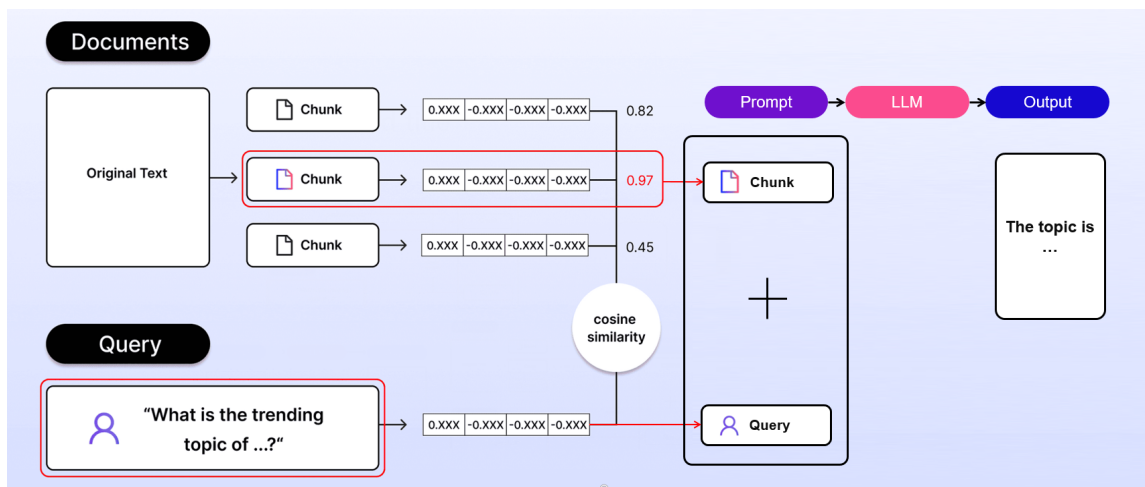 Documents
Original Text
Chunk
0.XXX -0.XXX -0.XXX -0.XXX
0.82
Chunk
0.XXX -0.XXX -0.XXX -0.XXX
0.97
Chunk
0.XXX -0.XXX -0.XXX -0.XXX
0.45
cosine
similarity
Query
“What is the trending
topic of ...?“
0.XXX -0.XXX -0.XXX -0.XXX
Prompt
LLM
Output
Chunk
Query
The topic is
...